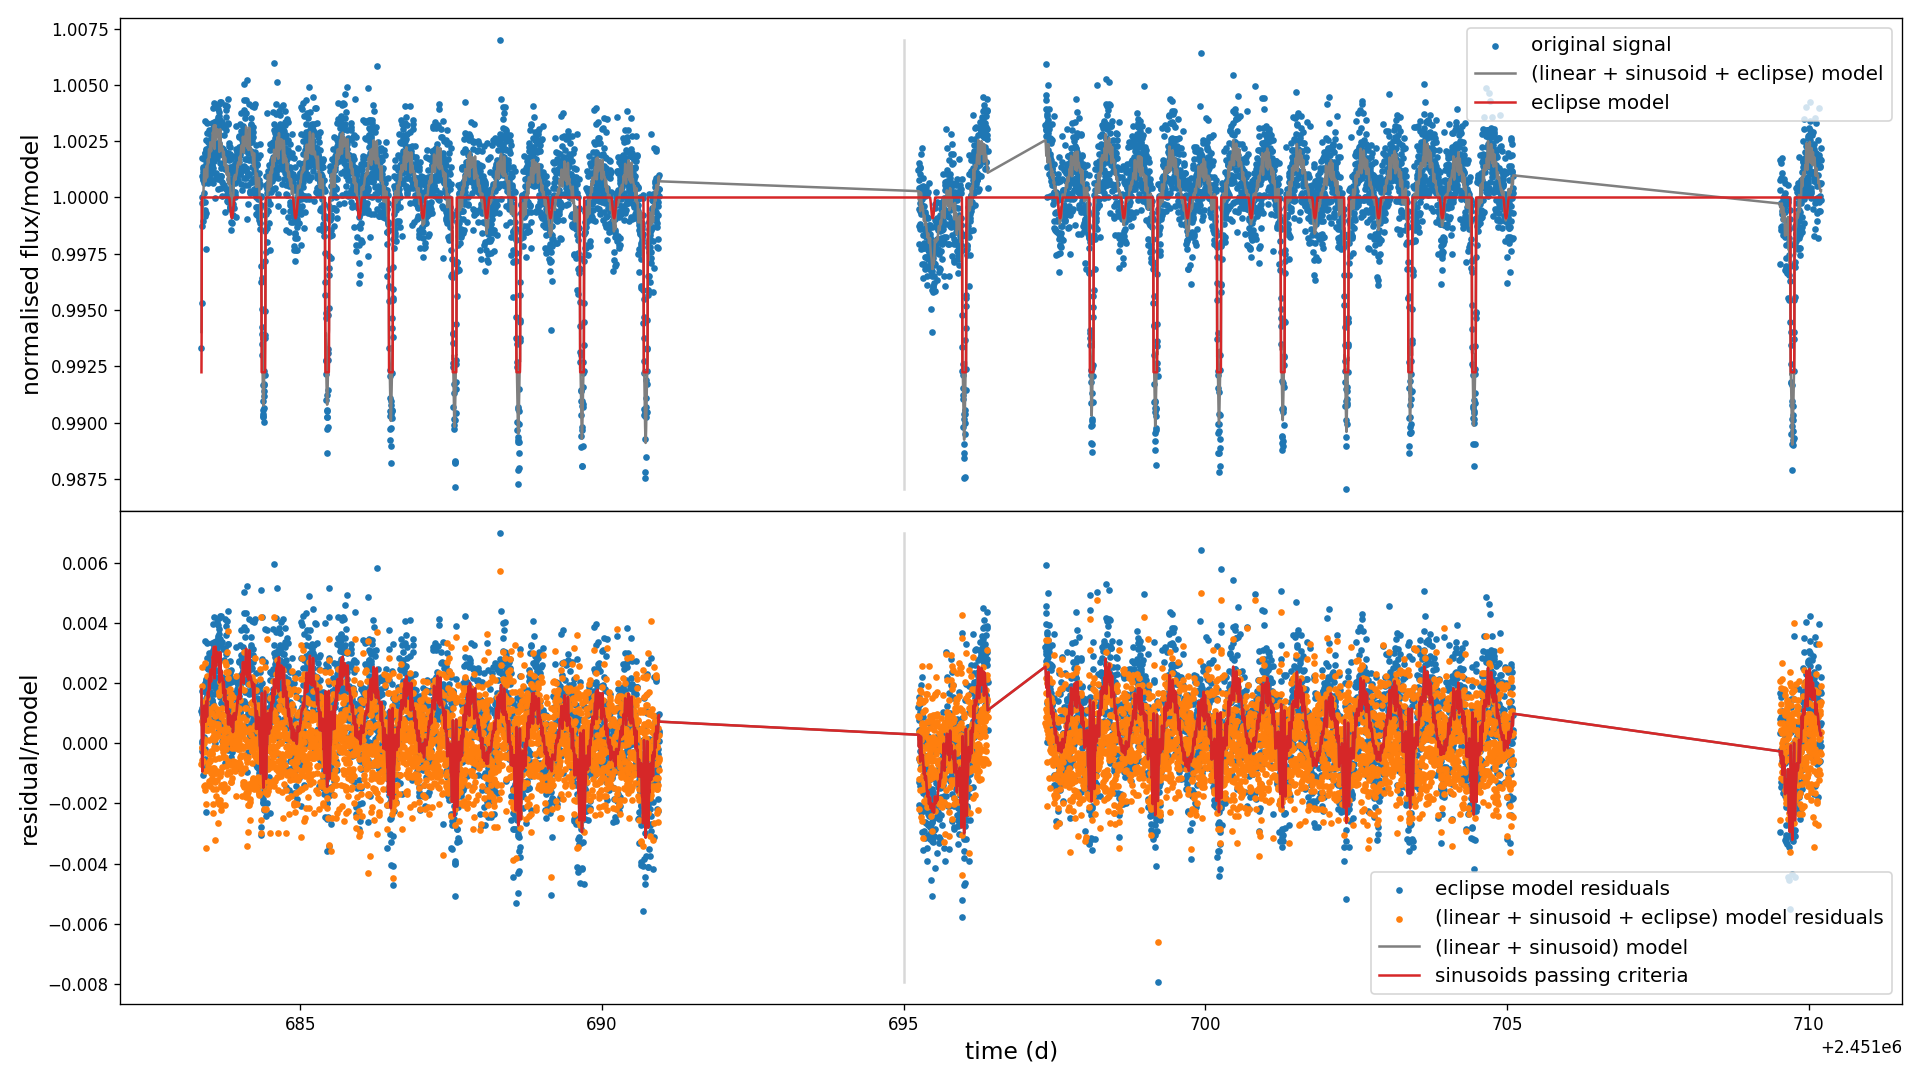 normalised flux/model
1.0075
1.0050
1.0025
1.0000
0.9975
0.9950
0.9925
0.9900
0.9875
original signal
(linear + sinusoid + eclipse) model
eclipse model
residual/model
0.006
0.004
0.002
0.000
−0.002
−0.004
−0.006
−0.008
eclipse model residuals
(linear + sinusoid + eclipse) model residuals
(linear + sinusoid) model
sinusoids passing criteria
685 690 695 700 705 710
+2.451e6
time (d)